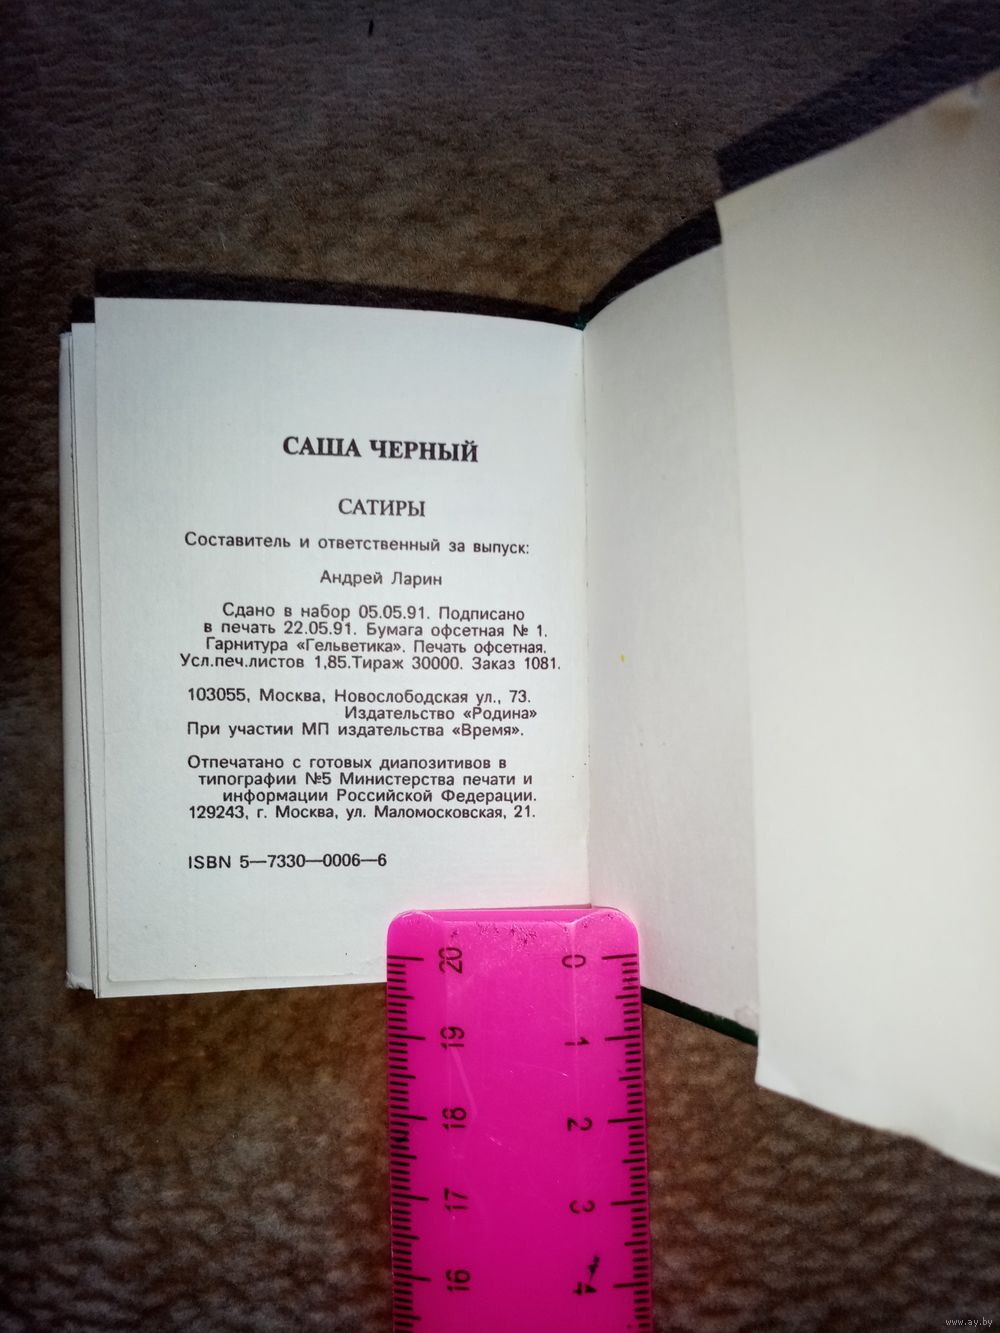 САША ЧЕРНЫЙ
САТИРЫ
Составитель и ответственный за выпуск:
Андрей Ларин
Сдано в набор 05.05.91. Подписано
в печать 22.05.91. Бумага офсетная № 1.
Гарнитура «Гельветика». Печать офсетная.
Усл.печ.листов 1,85.Тираж 30000. Заказ 1081.
103055, Москва, Новослободская ул., 73.
Издательство «Родина»
При участии МП издательства «Время».
Отпечатано с готовых диапозитивов в
типографии №5 Министерства печати и
информации Российской Федерации.
129243, г. Москва, ул. Маломосковская, 21.
ISBN 5—7330—0006—6
20 0
19 1
18 2
17 3
16 4
www.ay.by